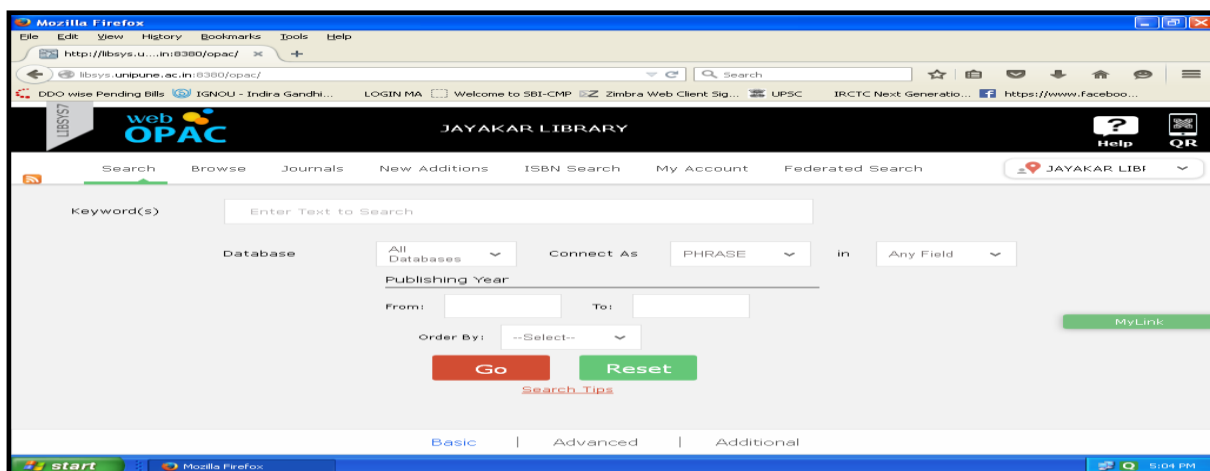 Mozilla Firefox
File Edit View History Bookmarks Tools Help
http://libsys.u....in:8380/opac/ × +
libsys.unipune.ac.in:8380/opac/ Search
DDO wise Pending Bills IGNOU - Indira Gandhi... LOGIN MA Welcome to SBI-CMP Zimbra Web Client Sig... UPSC IRCTC Next Generatio... https://www.faceboo...
LIBSYS7 web OPAC JAYAKAR LIBRARY ? Help QR
Search Browse Journals New Additions ISBN Search My Account Federated Search JAYAKAR LIBF
Keyword(s) Enter Text to Search
Database All Databases Connect As PHRASE in Any Field
Publishing Year
From: To:
MyLink
Order By: --Select--
Go Reset
Search Tips
Basic | Advanced | Additional
start Mozilla Firefox 5:04 PM